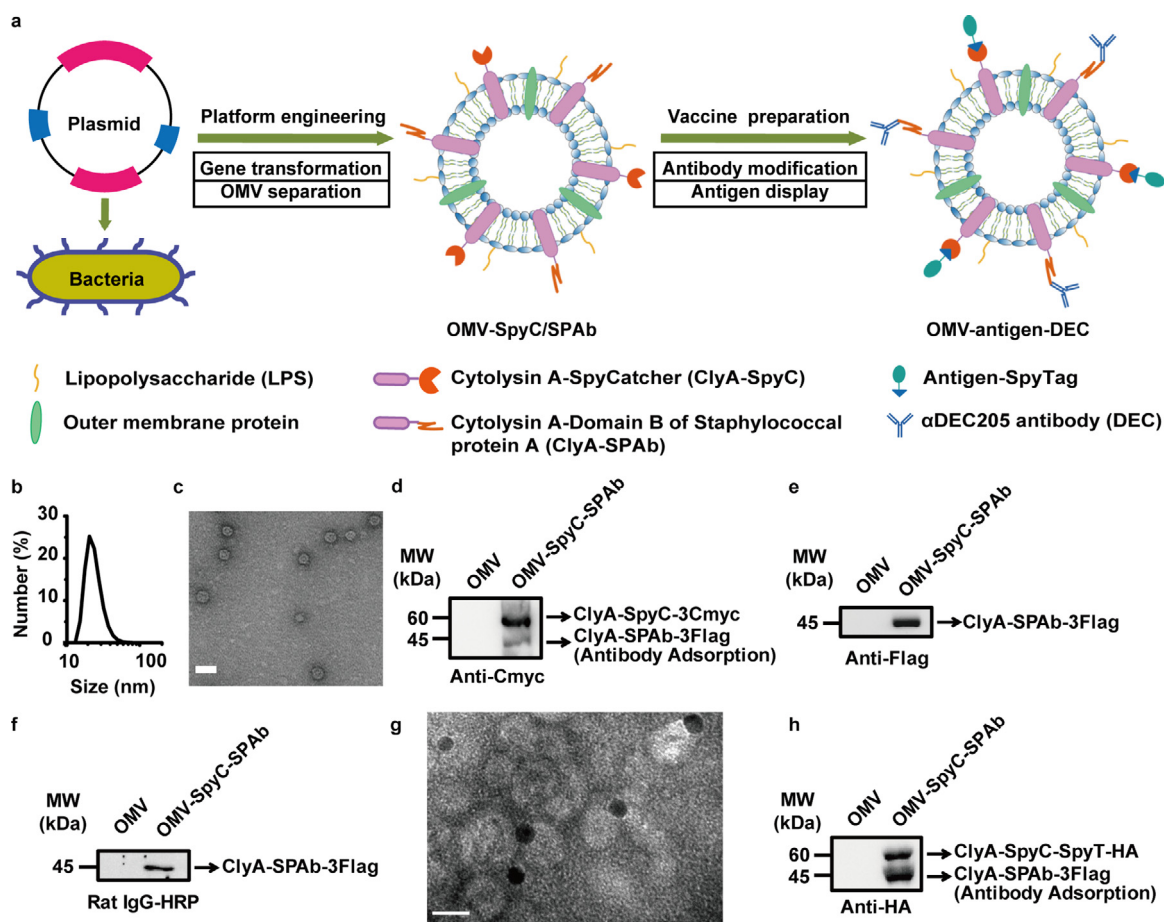 a
Plasmid
Bacteria
Platform engineering
Gene transformation
OMV separation
OMV-SpyC/SPAb
Vaccine preparation
Antibody modification
Antigen display
OMV-antigen-DEC
Lipopolysaccharide (LPS)
Outer membrane protein
Cytolysin A-SpyCatcher (ClyA-SpyC)
Cytolysin A-Domain B of Staphylococcal
protein A (ClyA-SPAb)
Antigen-SpyTag
αDEC205 antibody (DEC)
b
Number (%)
30
20
10
0
10
100
Size (nm)
c
d
MW
(kDa)
OMV
OMV-SpyC-SPAb
60
45
ClyA-SpyC-3Cmyc
ClyA-SPAb-3Flag
(Antibody Adsorption)
Anti-Cmyc
e
MW
(kDa)
OMV
OMV-SpyC-SPAb
45
ClyA-SPAb-3Flag
Anti-Flag
f
MW
(kDa)
OMV
OMV-SpyC-SPAb
45
ClyA-SPAb-3Flag
Rat IgG-HRP
g
h
MW
(kDa)
OMV
OMV-SpyC-SPAb
60
45
ClyA-SpyC-SpyT-HA
ClyA-SPAb-3Flag
(Antibody Adsorption)
Anti-HA